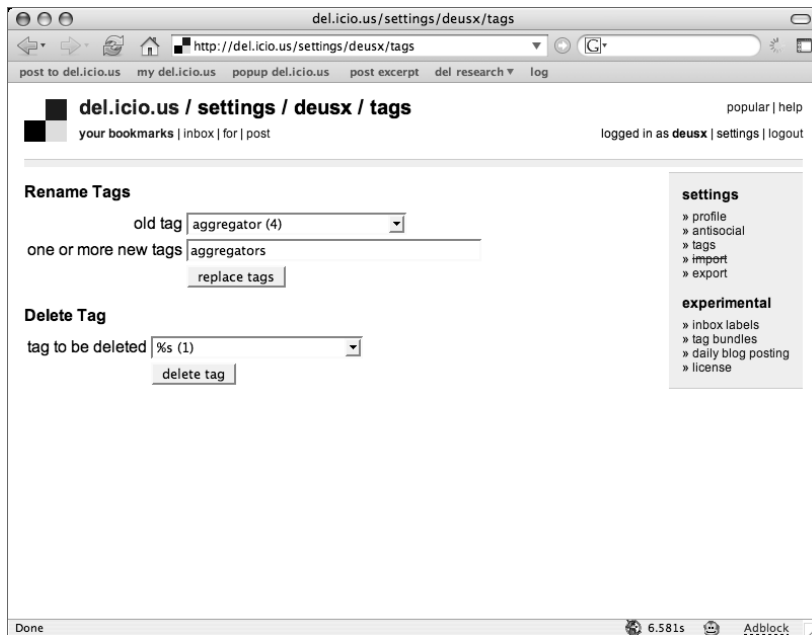 del.icio.us/settings/deusx/tags
http://del.icio.us/settings/deusx/tags
G
post to del.icio.us my del.icio.us popup del.icio.us post excerpt del research ▾ log
del.icio.us / settings / deusx / tags
popular | help
your bookmarks | inbox | for | post
logged in as deusx | settings | logout
Rename Tags
old tag aggregator (4)
one or more new tags aggregators
replace tags
Delete Tag
tag to be deleted %s (1)
delete tag
settings
» profile
» antisocial
» tags
» import
» export
experimental
» inbox labels
» tag bundles
» daily blog posting
» license
Done
6.581s
Adblock